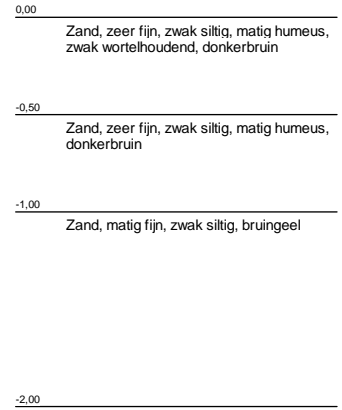 0,00
Zand, zeer fijn, zwak siltig, matig humeus,
zwak wortelhoudend, donkerbruin
-0,50
Zand, zeer fijn, zwak siltig, matig humeus,
donkerbruin
-1,00
Zand, matig fijn, zwak siltig, bruingeel
-2,00